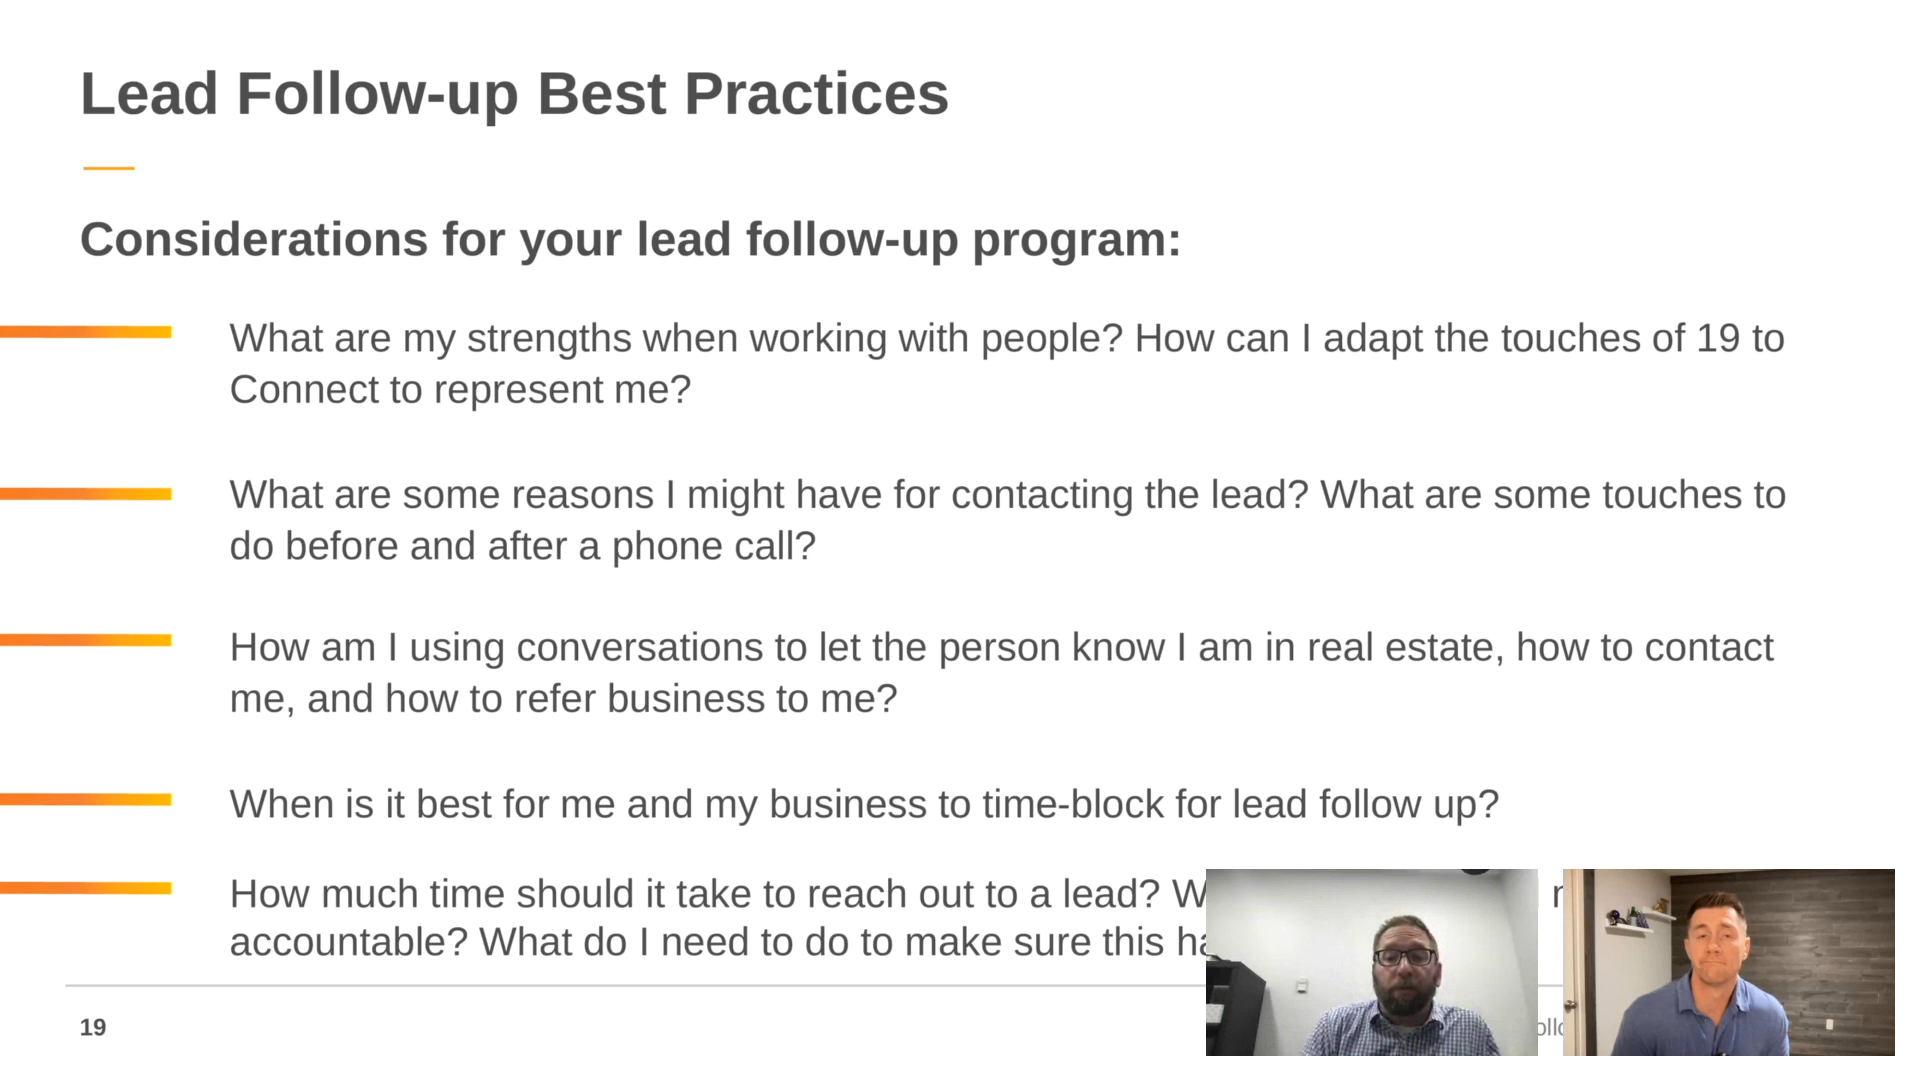 Lead Follow-up Best Practices
Considerations for your lead follow-up program:
What are my strengths when working with people? How can I adapt the touches of 19 to
Connect to represent me?
What are some reasons I might have for contacting the lead? What are some touches to
do before and after a phone call?
How am I using conversations to let the person know I am in real estate, how to contact
me, and how to refer business to me?
When is it best for me and my business to time-block for lead follow up?
How much time should it take to reach out to a lead?
accountable? What do I need to do to make sure this
19